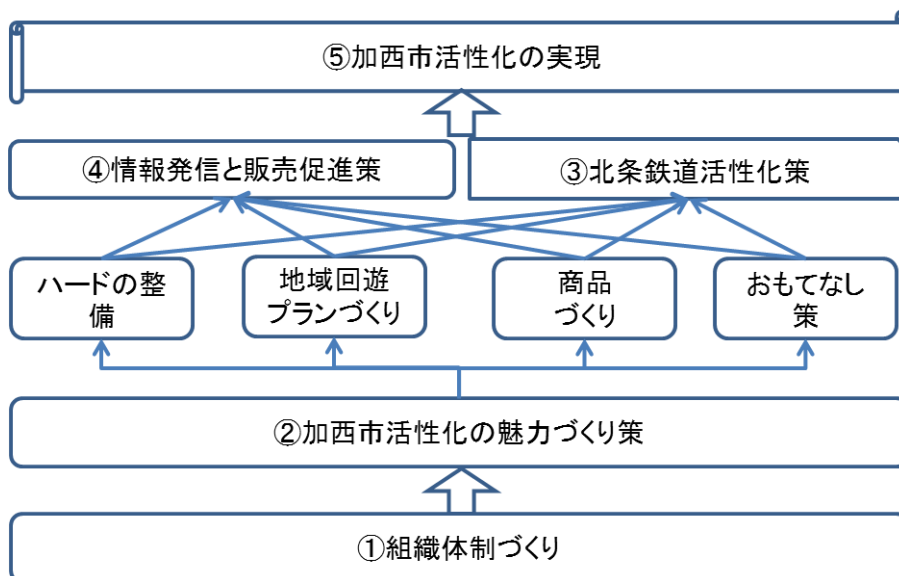 ⑤加西市活性化の実現
④情報発信と販売促進策
③北条鉄道活性化策
ハードの整
備
地域回遊
プランづくり
商品
づくり
おもてなし
策
②加西市活性化の魅力づくり策
①組織体制づくり